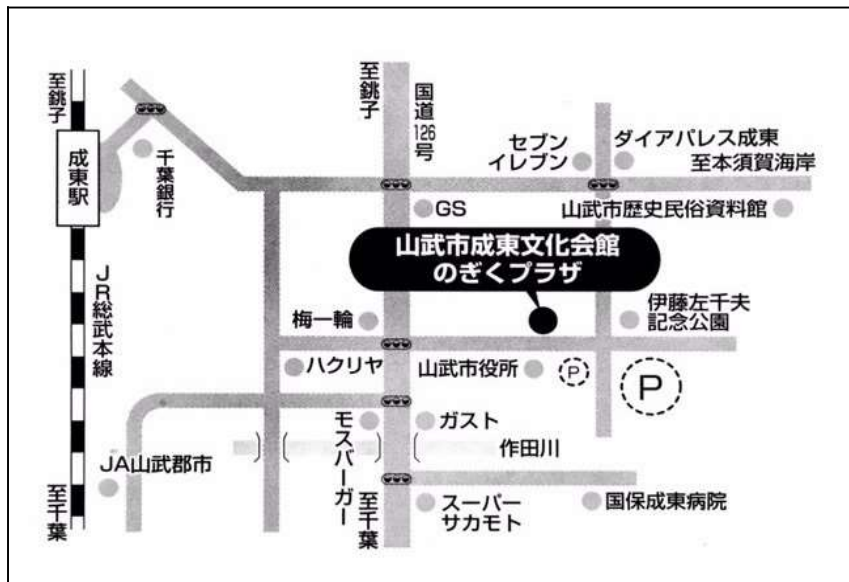 至銚子
成東駅
千葉銀行
JR総武本線
至千葉
JA山武郡市
至銚子
国道126号
セブン
イレブン
ダイアパレス成東
至本須賀海岸
GS
山武市歴史民俗資料館
山武市成東文化会館
のぎくプラザ
梅一輪
伊藤左千夫
記念公園
ハクリヤ
山武市役所
P
P
モスバーガー
ガスト
作田川
至千葉
スーパー
サカモト
国保成東病院